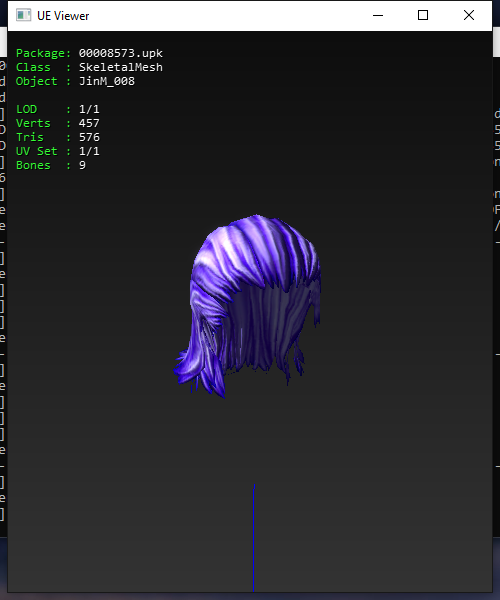 UE Viewer
Package: 00008573.upk
Class  : SkeletalMesh
Object : JinM_008
LOD    : 1/1
Verts  : 457
Tris   : 576
UV Set : 1/1
Bones  : 9